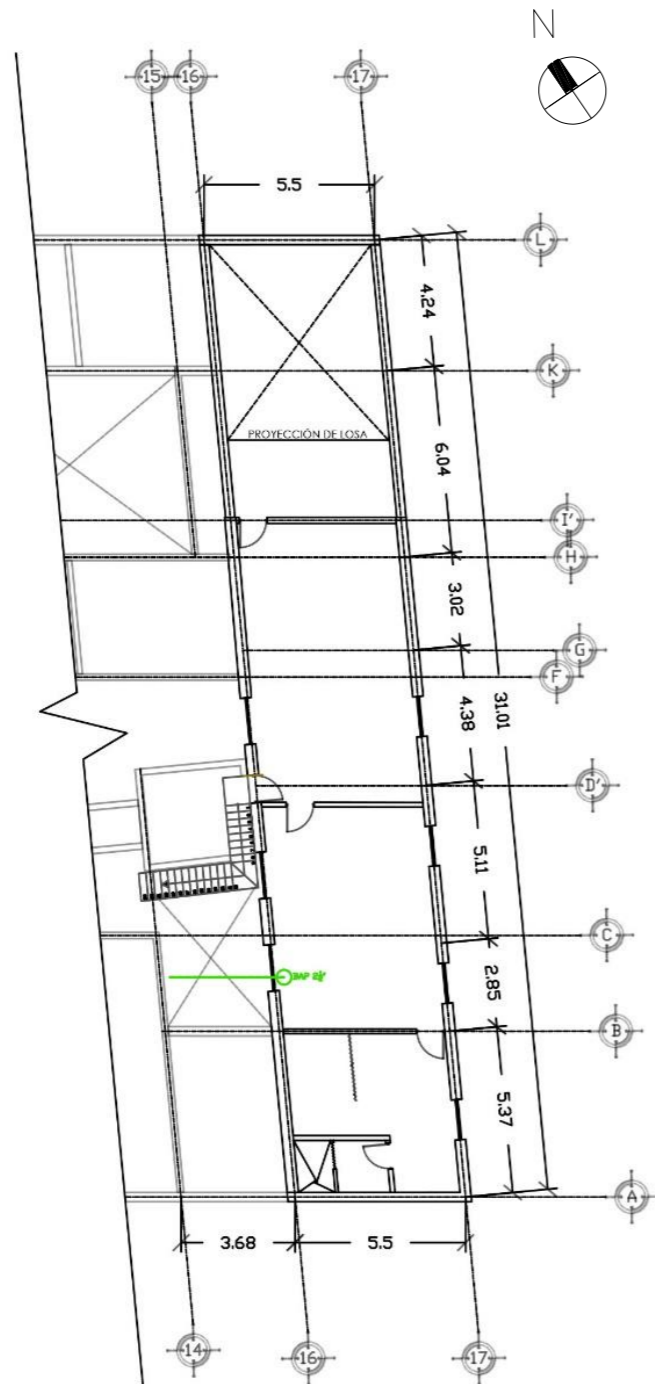 N
15
16
17
5.5
L
4.24
K
PROYECCIÓN DE LOSA
6.04
I'
H
3.02
G
F
31.01
4.38
D'
5.11
C
2.85
B
5.37
A
3.68
5.5
14
16
17